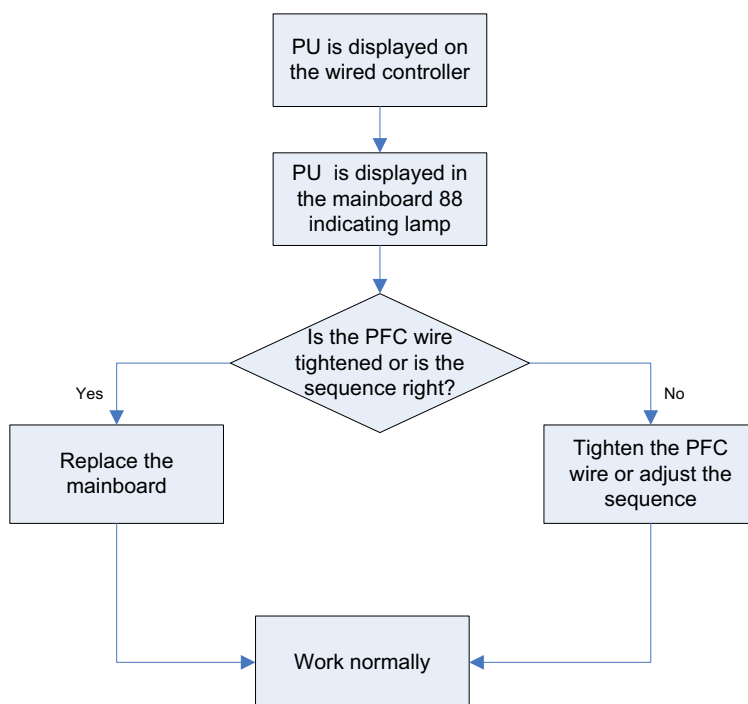 PU is displayed on
the wired controller
PU  is displayed in
the mainboard 88
indicating lamp
Is the PFC wire
tightened or is the
sequence right?
Yes
No
Replace the
mainboard
Tighten the PFC
wire or adjust the
sequence
Work normally